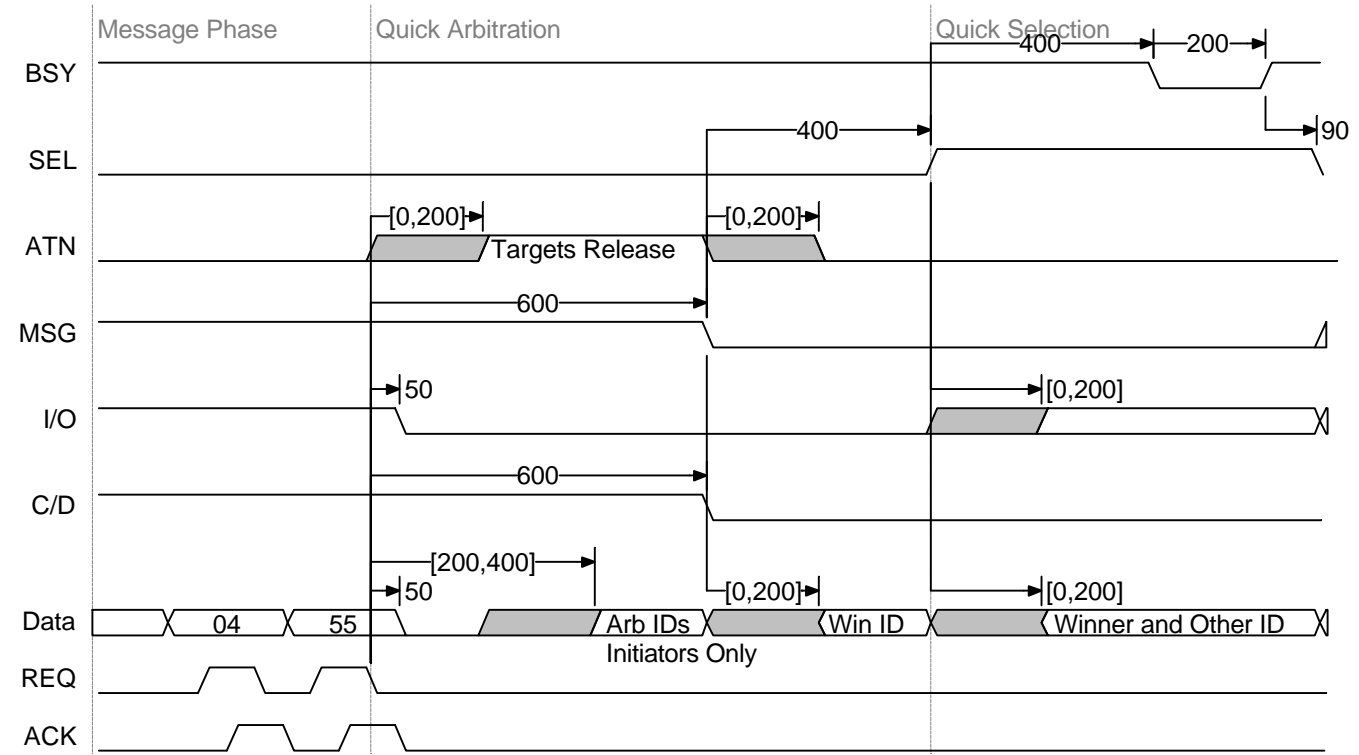 Message Phase Quick Arbitration Quick Selection
400 200
BSY
400 90
SEL
[0,200] [0,200]
ATN Targets Release
600
MSG
50 [0,200]
I/O
600
C/D
[200,400]
50 [0,200] [0,200]
Data 04 55 Arb IDs Win ID Winner and Other ID
Initiators Only
REQ
ACK